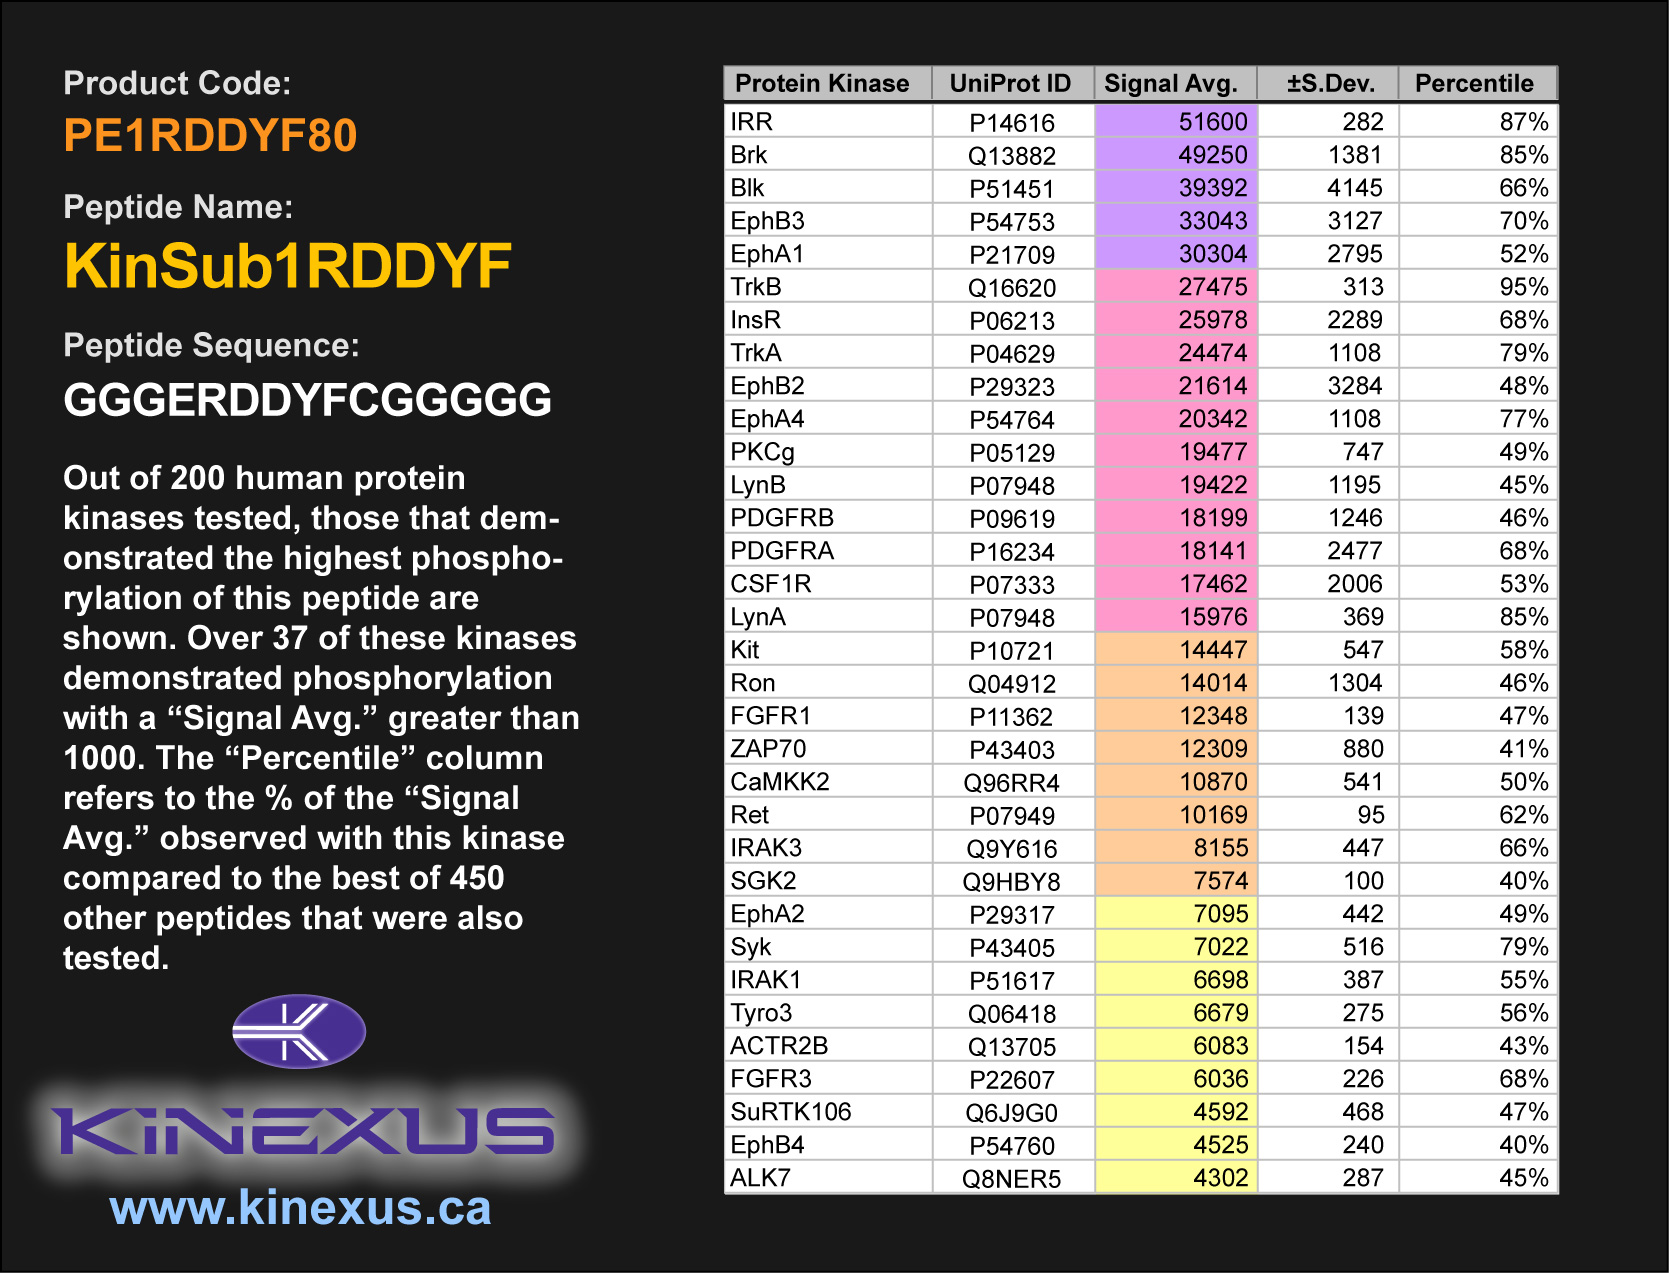 Product Code:
PE1RDDYF80
Peptide Name:
KinSub1RDDYF
Peptide Sequence:
GGGERDDYFCGGGGG
Out of 200 human protein
kinases tested, those that dem-
onstrated the highest phospho-
rylation of this peptide are
shown. Over 37 of these kinases
demonstrated phosphorylation
with a “Signal Avg.” greater than
1000. The “Percentile” column
refers to the % of the “Signal
Avg.” observed with this kinase
compared to the best of 450
other peptides that were also
tested.
KiNEXUS
www.kinexus.ca
Protein Kinase UniProt ID Signal Avg. ±S.Dev. Percentile
IRR P14616 51600 282 87%
Brk Q13882 49250 1381 85%
Blk P51451 39392 4145 66%
EphB3 P54753 33043 3127 70%
EphA1 P21709 30304 2795 52%
TrkB Q16620 27475 313 95%
InsR P06213 25978 2289 68%
TrkA P04629 24474 1108 79%
EphB2 P29323 21614 3284 48%
EphA4 P54764 20342 1108 77%
PKCg P05129 19477 747 49%
LynB P07948 19422 1195 45%
PDGFRB P09619 18199 1246 46%
PDGFRA P16234 18141 2477 68%
CSF1R P07333 17462 2006 53%
LynA P07948 15976 369 85%
Kit P10721 14447 547 58%
Ron Q04912 14014 1304 46%
FGFR1 P11362 12348 139 47%
ZAP70 P43403 12309 880 41%
CaMKK2 Q96RR4 10870 541 50%
Ret P07949 10169 95 62%
IRAK3 Q9Y616 8155 447 66%
SGK2 Q9HBY8 7574 100 40%
EphA2 P29317 7095 442 49%
Syk P43405 7022 516 79%
IRAK1 P51617 6698 387 55%
Tyro3 Q06418 6679 275 56%
ACTR2B Q13705 6083 154 43%
FGFR3 P22607 6036 226 68%
SuRTK106 Q6J9G0 4592 468 47%
EphB4 P54760 4525 240 40%
ALK7 Q8NER5 4302 287 45%